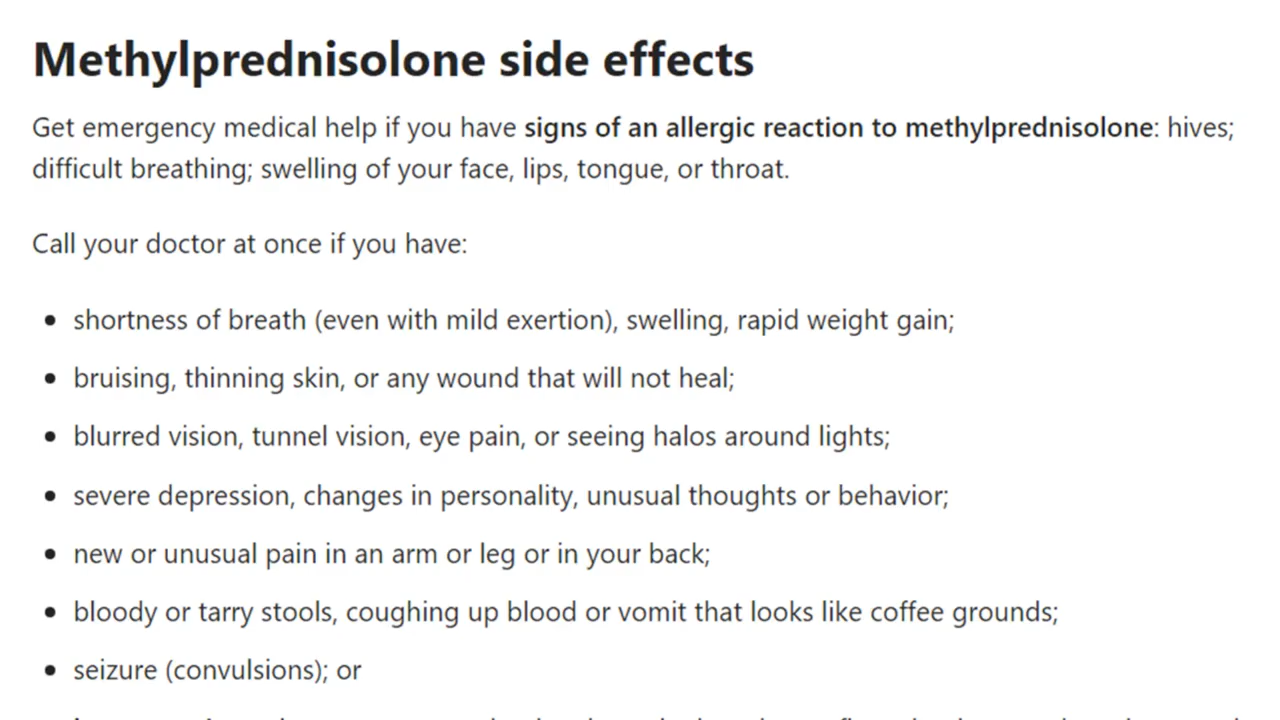 Methylprednisolone side effects
Get emergency medical help if you have signs of an allergic reaction to methylprednisolone: hives;
difficult breathing; swelling of your face, lips, tongue, or throat.
Call your doctor at once if you have:
• shortness of breath (even with mild exertion), swelling, rapid weight gain;
• bruising, thinning skin, or any wound that will not heal;
• blurred vision, tunnel vision, eye pain, or seeing halos around lights;
• severe depression, changes in personality, unusual thoughts or behavior;
• new or unusual pain in an arm or leg or in your back;
• bloody or tarry stools, coughing up blood or vomit that looks like coffee grounds;
• seizure (convulsions); or